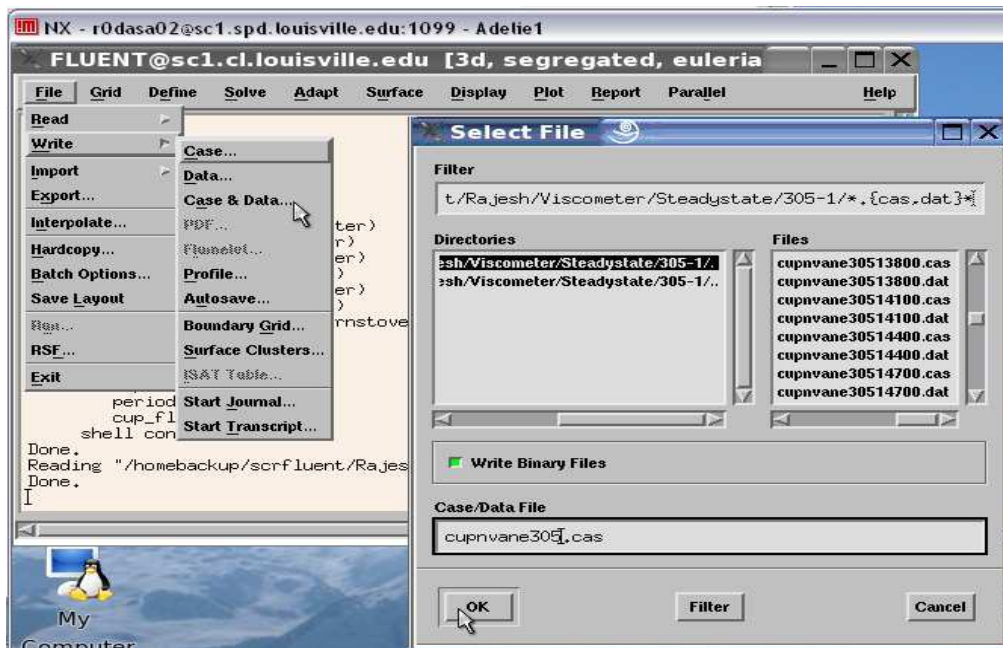 NX - r0dasa02@sc1.spd.louisville.edu:1099 - Adelie1
FLUENT@sc1.cl.louisville.edu [3d, segregated, euleria
File Grid Define Solve Adapt Surface Display Plot Report Parallel Help
Read
Write
Import
Export...
Interpolate...
Hardcopy...
Batch Options...
Save Layout
Run...
RSF...
Exit
Case...
Data...
Case & Data...
PDF...
Flamelet...
Profile...
Autosave...
Boundary Grid...
Surface Clusters...
ISAT Table...
Start Journal...
Start Transcript...
ter)
r)
er)
)
er)
)
rnstove
period
cup_fl
shell con
Done.
Reading "/homebackup/scrfluent/Rajes
Done.
My
Computer
Select File
Filter
t/Rajesh/Viscometer/Steadystate/305-1/*.{cas,dat}*
Directories
esh/Viscometer/Steadystate/305-1/.
esh/Viscometer/Steadystate/305-1/..
Files
cupnvane30513800.cas
cupnvane30513800.dat
cupnvane30514100.cas
cupnvane30514100.dat
cupnvane30514400.cas
cupnvane30514400.dat
cupnvane30514700.cas
cupnvane30514700.dat
Write Binary Files
Case/Data File
cupnvane305.cas
OK Filter Cancel